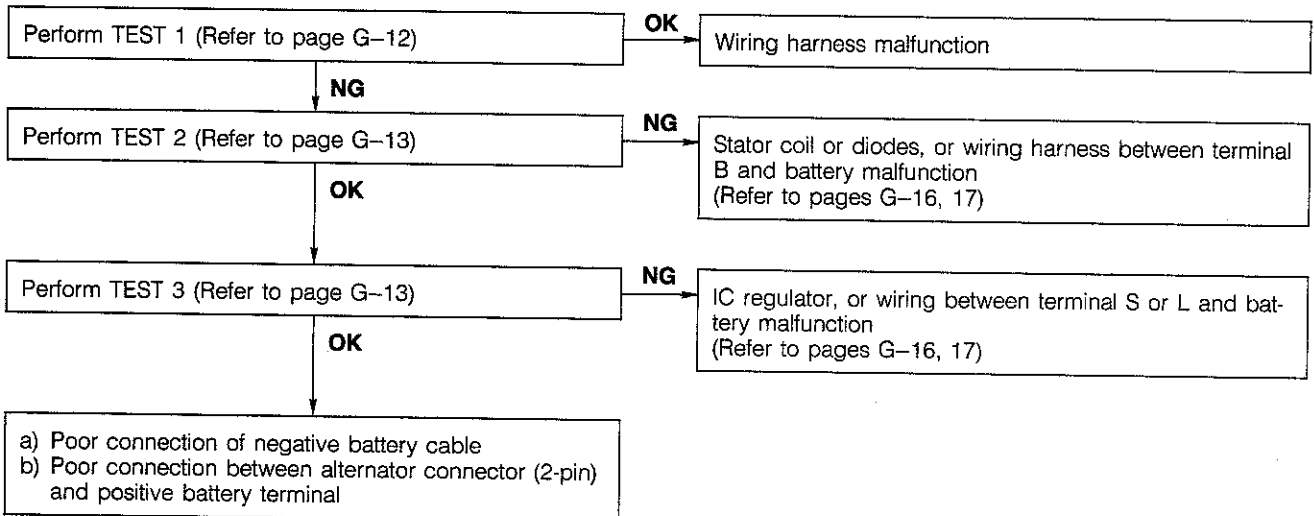 Perform TEST 1 (Refer to page G–12)
OK
Wiring harness malfunction
NG
Perform TEST 2 (Refer to page G–13)
NG
Stator coil or diodes, or wiring harness between terminal
B and battery malfunction
(Refer to pages G–16, 17)
OK
Perform TEST 3 (Refer to page G–13)
NG
IC regulator, or wiring between terminal S or L and bat-
tery malfunction
(Refer to pages G–16, 17)
OK
a) Poor connection of negative battery cable
b) Poor connection between alternator connector (2-pin)
and positive battery terminal